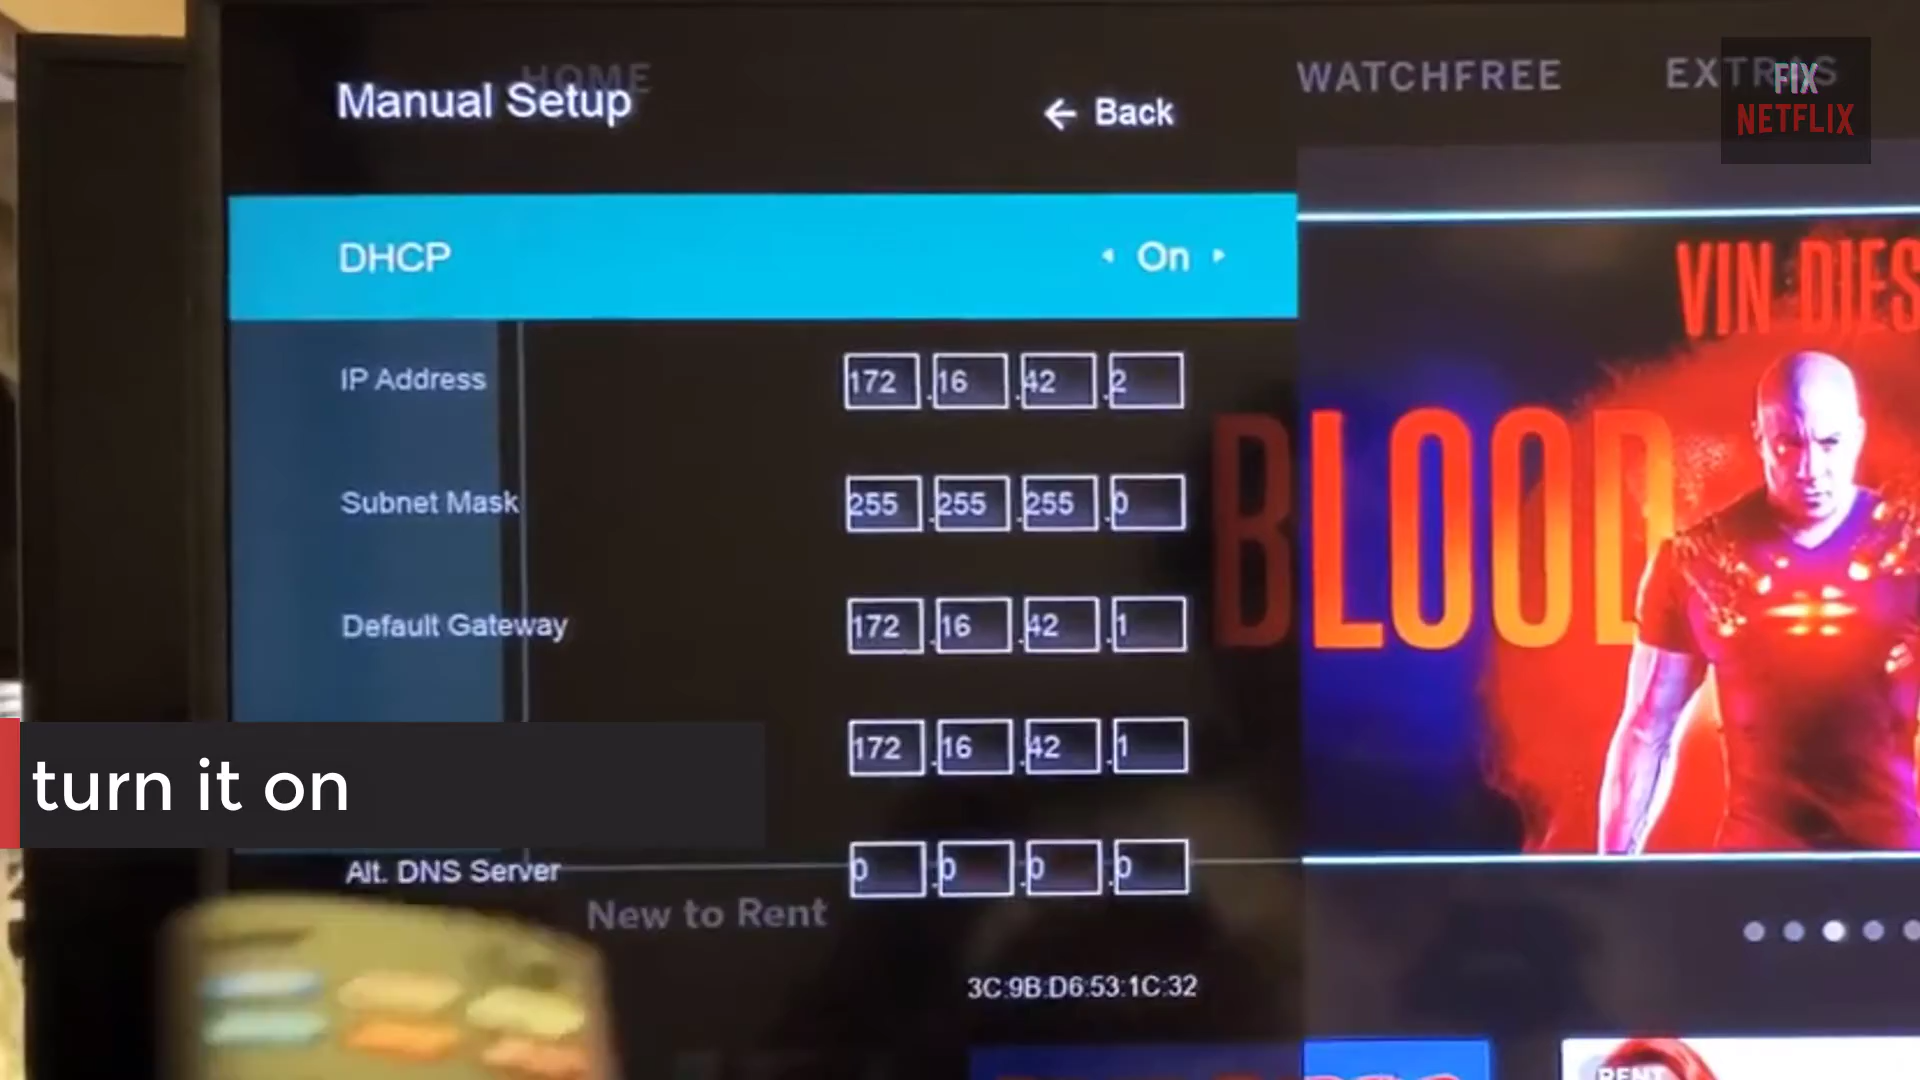 HOME
Manual Setup
← Back
WATCHFREE
EXTRAS
FIX
NETFLIX
DHCP
On
VIN DIES
IP Address
172 .16 .42 .2
BLOOD
Subnet Mask
255 .255 .255 .0
Default Gateway
172 .16 .42 .1
172 .16 .42 .1
turn it on
Alt. DNS Server
0 .0 .0 .0
New to Rent
3C:9B:D6:53:1C:32
RENT